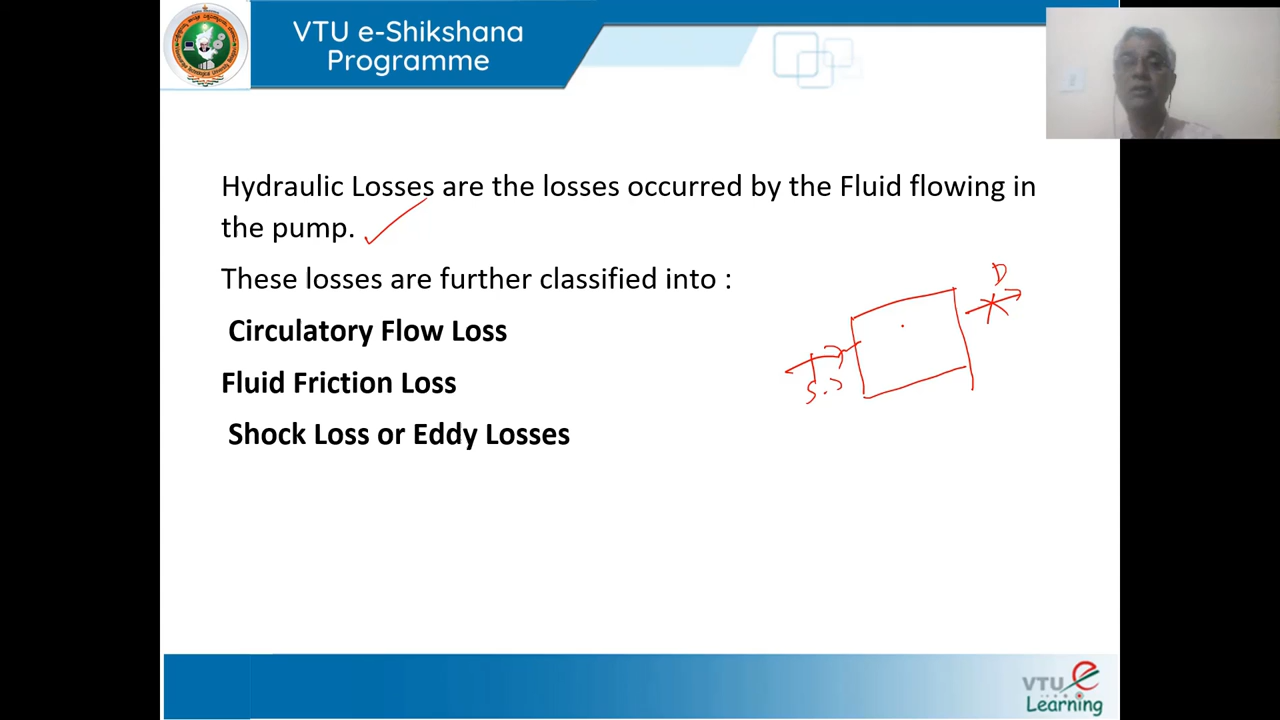 VTU e-Shikshana
Programme
Hydraulic Losses are the losses occurred by the Fluid flowing in
the pump.
These losses are further classified into :
D
Circulatory Flow Loss
Fluid Friction Loss
Shock Loss or Eddy Losses
VTU e
Learning